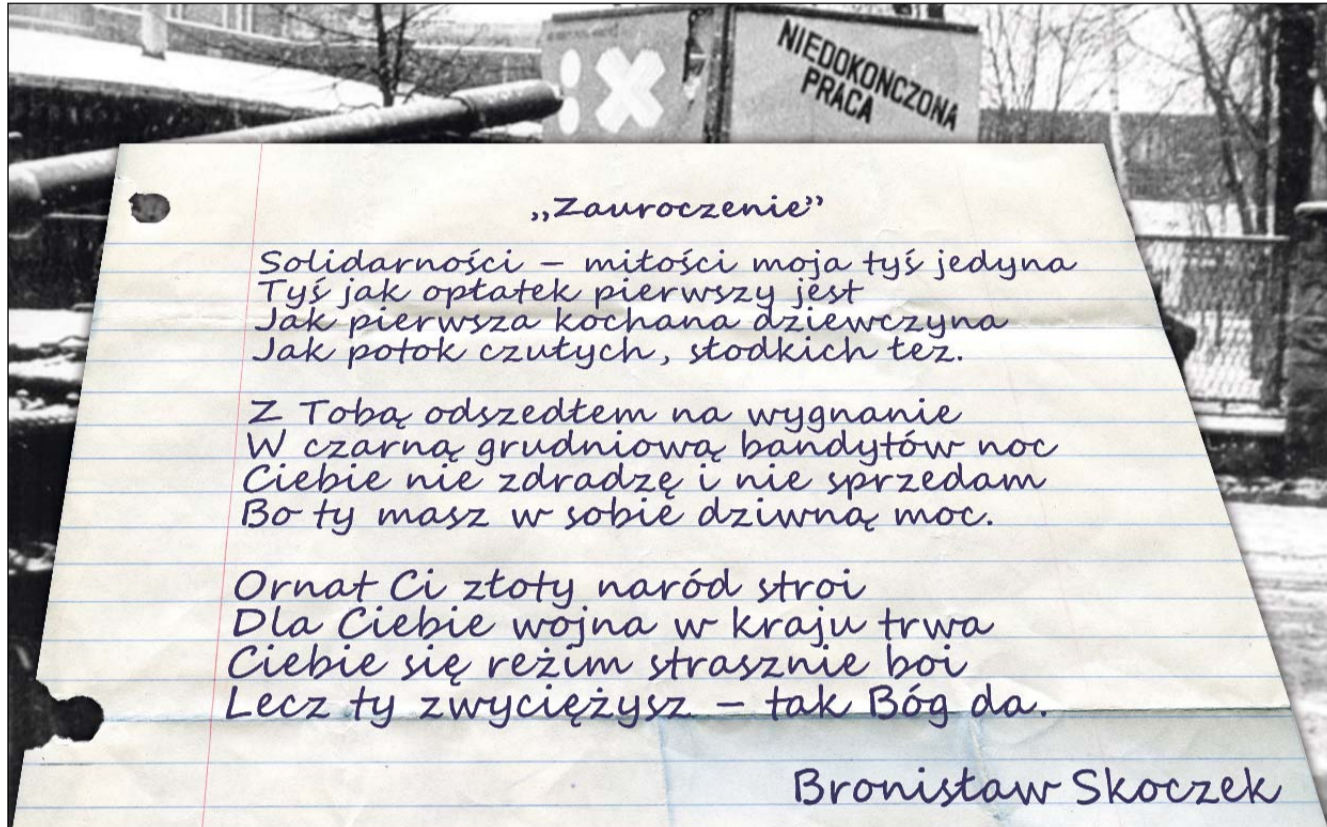 NIEDOKOŃCZONA
PRACA
„Zauroczenie”
Solidarności – miłości moja tyś jedyna
Tyś jak opłatek pierwszy jest
Jak pierwsza kochana dziewczyna
Jak potok czułych, słodkich łez.
Z Tobą odszedłem na wygnanie
W czarną grudniową bandytów noc
Ciebie nie zdradzę i nie sprzedam
Bo ty masz w sobie dziwną moc.
Ornat Ci złoty naród stroi
Dla Ciebie wojna w kraju trwa
Ciebie się reżim strasznie boi
Lecz ty zwyciężysz – tak Bóg da.
Bronisław Skoczek